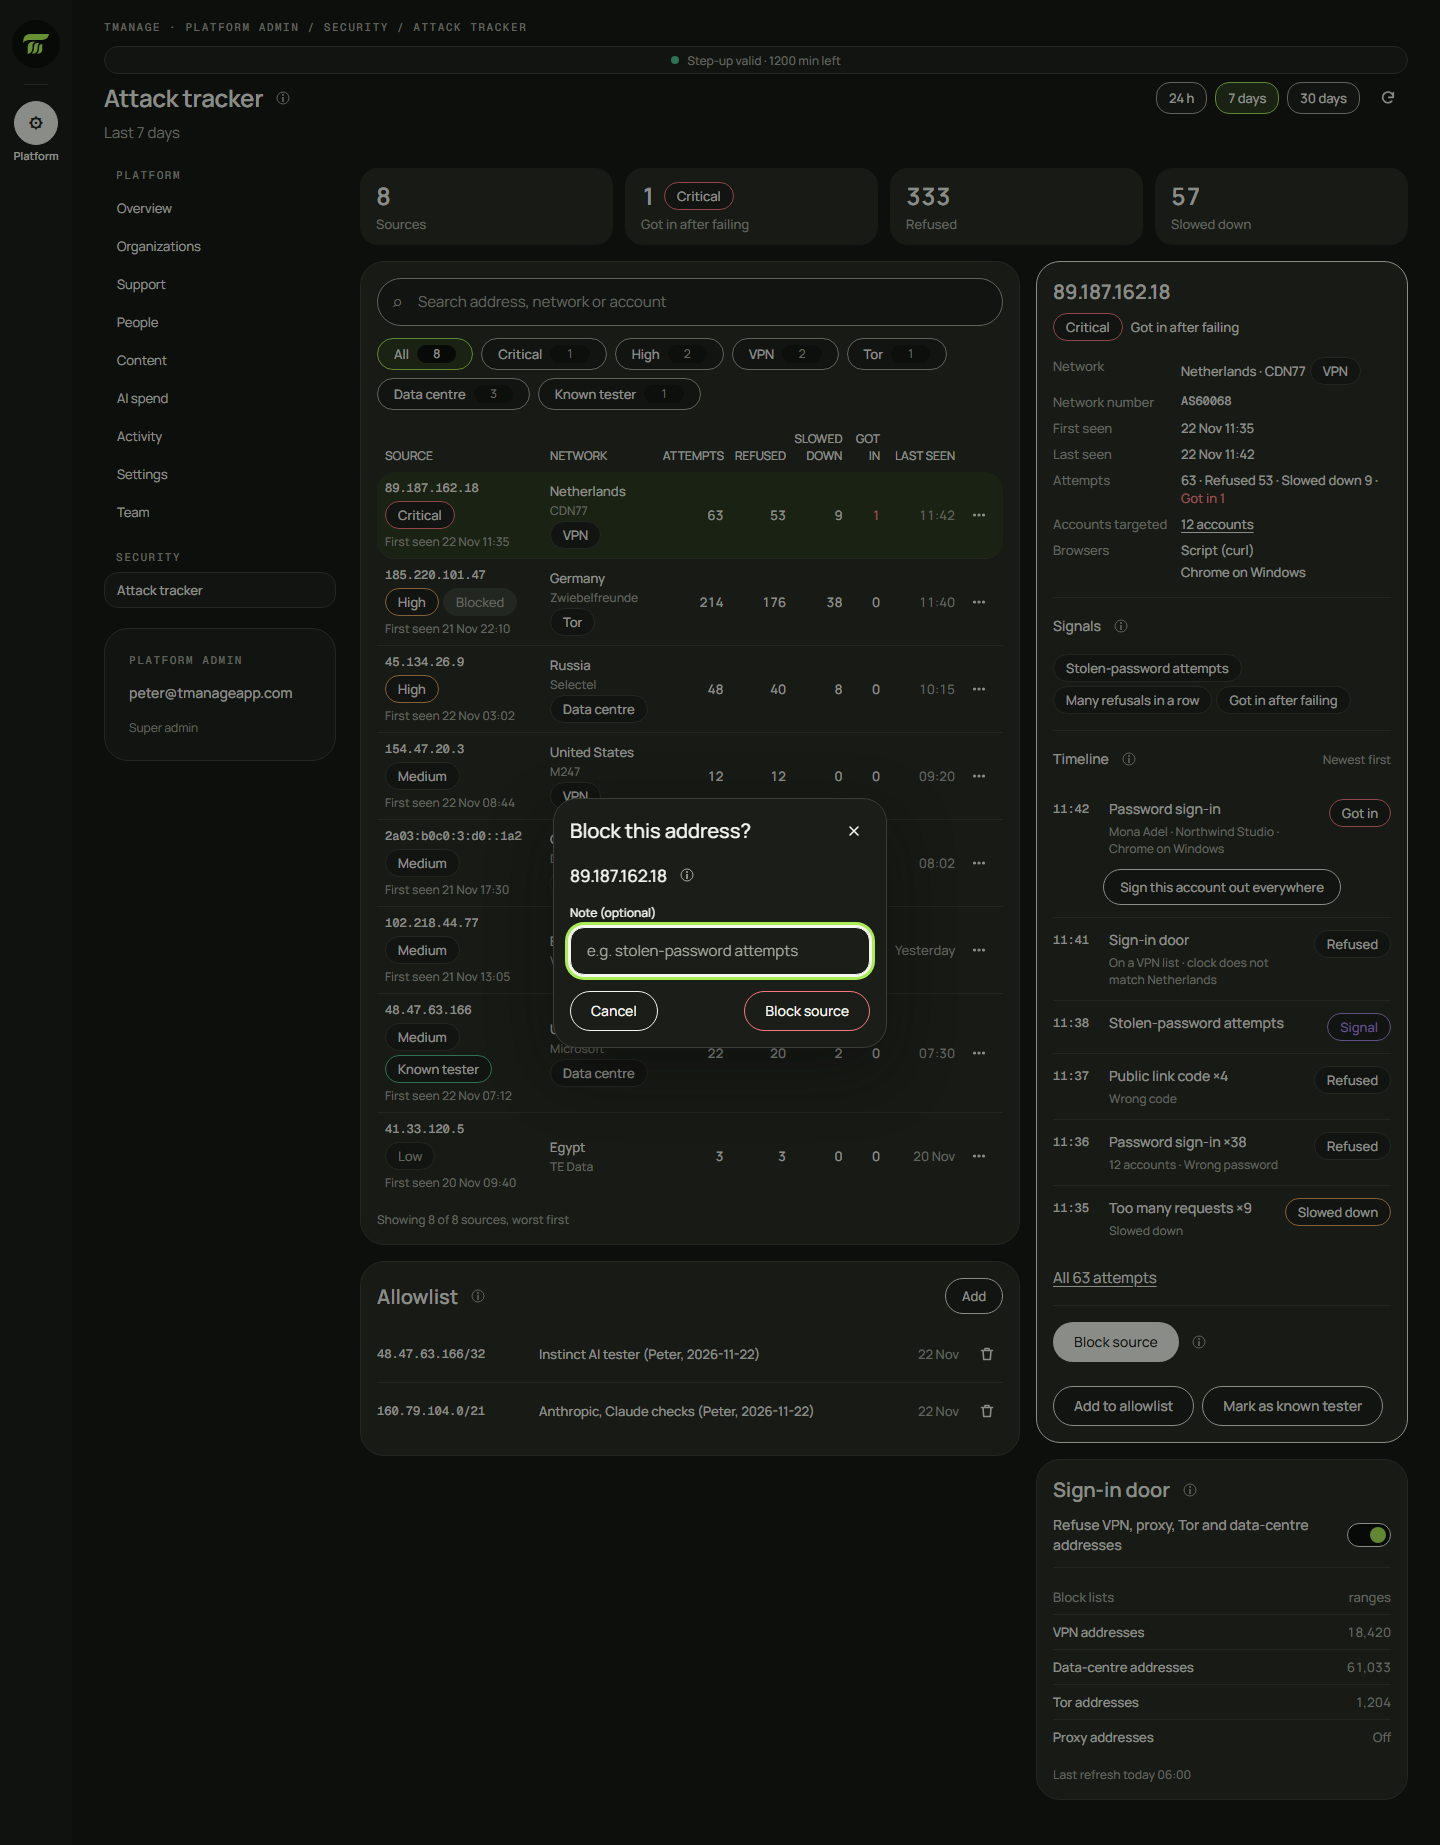 TMANAGE · PLATFORM ADMIN / SECURITY / ATTACK TRACKER
Step-up valid · 1200 min left
Attack tracker
24 h
7 days
30 days
Last 7 days
Platform
PLATFORM
Overview
Organizations
Support
People
Content
AI spend
Activity
Settings
Team
SECURITY
Attack tracker
PLATFORM ADMIN
peter@tmanageapp.com
Super admin
8
Sources
1 Critical
Got in after failing
333
Refused
57
Slowed down
Search address, network or account
All 8
Critical 1
High 2
VPN 2
Tor 1
Data centre 3
Known tester 1
SOURCE NETWORK ATTEMPTS REFUSED SLOWED DOWN GOT IN LAST SEEN
89.187.162.18
Critical
First seen 22 Nov 11:35
Netherlands
CDN77
VPN
63 53 9 1 11:42
185.220.101.47
High Blocked
First seen 21 Nov 22:10
Germany
Zwiebelfreunde
Tor
214 176 38 0 11:40
45.134.26.9
High
First seen 22 Nov 03:02
Russia
Selectel
Data centre
48 40 8 0 10:15
154.47.20.3
Medium
First seen 22 Nov 08:44
United States
M247
VPN
12 12 0 0 09:20
2a03:b0c0:3:d0::1a2
Medium
First seen 21 Nov 17:30
08:02
102.218.44.77
Medium
First seen 21 Nov 13:05
Yesterday
48.47.63.166
Medium
Known tester
First seen 22 Nov 07:12
Microsoft
Data centre
22 20 2 0 07:30
41.33.120.5
Low
First seen 20 Nov 09:40
Egypt
TE Data
3 3 0 0 20 Nov
Showing 8 of 8 sources, worst first
Block this address?
89.187.162.18
Note (optional)
e.g. stolen-password attempts
Cancel
Block source
Allowlist
Add
48.47.63.166/32 Instinct AI tester (Peter, 2026-11-22) 22 Nov
160.79.104.0/21 Anthropic, Claude checks (Peter, 2026-11-22) 22 Nov
89.187.162.18
Critical Got in after failing
Network Netherlands · CDN77 VPN
Network number AS60068
First seen 22 Nov 11:35
Last seen 22 Nov 11:42
Attempts 63 · Refused 53 · Slowed down 9 ·
Got in 1
Accounts targeted 12 accounts
Browsers Script (curl)
Chrome on Windows
Signals
Stolen-password attempts
Many refusals in a row
Got in after failing
Timeline Newest first
11:42 Password sign-in Got in
Mona Adel · Northwind Studio ·
Chrome on Windows
Sign this account out everywhere
11:41 Sign-in door Refused
On a VPN list · clock does not
match Netherlands
11:38 Stolen-password attempts Signal
11:37 Public link code ×4 Refused
Wrong code
11:36 Password sign-in ×38 Refused
12 accounts · Wrong password
11:35 Too many requests ×9 Slowed down
Slowed down
All 63 attempts
Block source
Add to allowlist
Mark as known tester
Sign-in door
Refuse VPN, proxy, Tor and data-centre
addresses
Block lists ranges
VPN addresses 18,420
Data-centre addresses 61,033
Tor addresses 1,204
Proxy addresses Off
Last refresh today 06:00